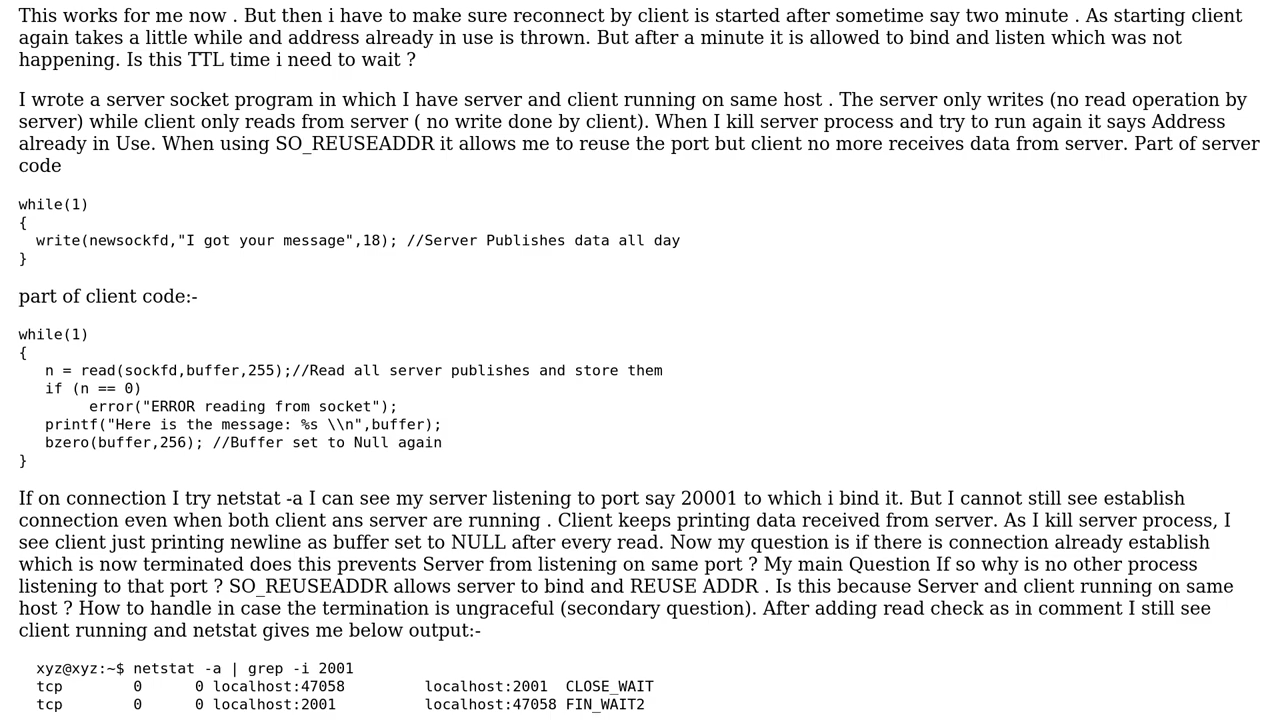 This works for me now . But then i have to make sure reconnect by client is started after sometime say two minute . As starting client
again takes a little while and address already in use is thrown. But after a minute it is allowed to bind and listen which was not
happening. Is this TTL time i need to wait ?
I wrote a server socket program in which I have server and client running on same host . The server only writes (no read operation by
server) while client only reads from server ( no write done by client). When I kill server process and try to run again it says Address
already in Use. When using SO_REUSEADDR it allows me to reuse the port but client no more receives data from server. Part of server
code
while(1)
{
  write(newsockfd,"I got your message",18); //Server Publishes data all day
}
part of client code:-
while(1)
{
   n = read(sockfd,buffer,255);//Read all server publishes and store them
   if (n == 0)
        error("ERROR reading from socket");
   printf("Here is the message: %s \\n",buffer);
   bzero(buffer,256); //Buffer set to Null again
}
If on connection I try netstat -a I can see my server listening to port say 20001 to which i bind it. But I cannot still see establish
connection even when both client ans server are running . Client keeps printing data received from server. As I kill server process, I
see client just printing newline as buffer set to NULL after every read. Now my question is if there is connection already establish
which is now terminated does this prevents Server from listening on same port ? My main Question If so why is no other process
listening to that port ? SO_REUSEADDR allows server to bind and REUSE ADDR . Is this because Server and client running on same
host ? How to handle in case the termination is ungraceful (secondary question). After adding read check as in comment I still see
client running and netstat gives me below output:-
  xyz@xyz:~$ netstat -a | grep -i 2001
  tcp        0      0 localhost:47058         localhost:2001  CLOSE_WAIT
  tcp        0      0 localhost:2001          localhost:47058 FIN_WAIT2